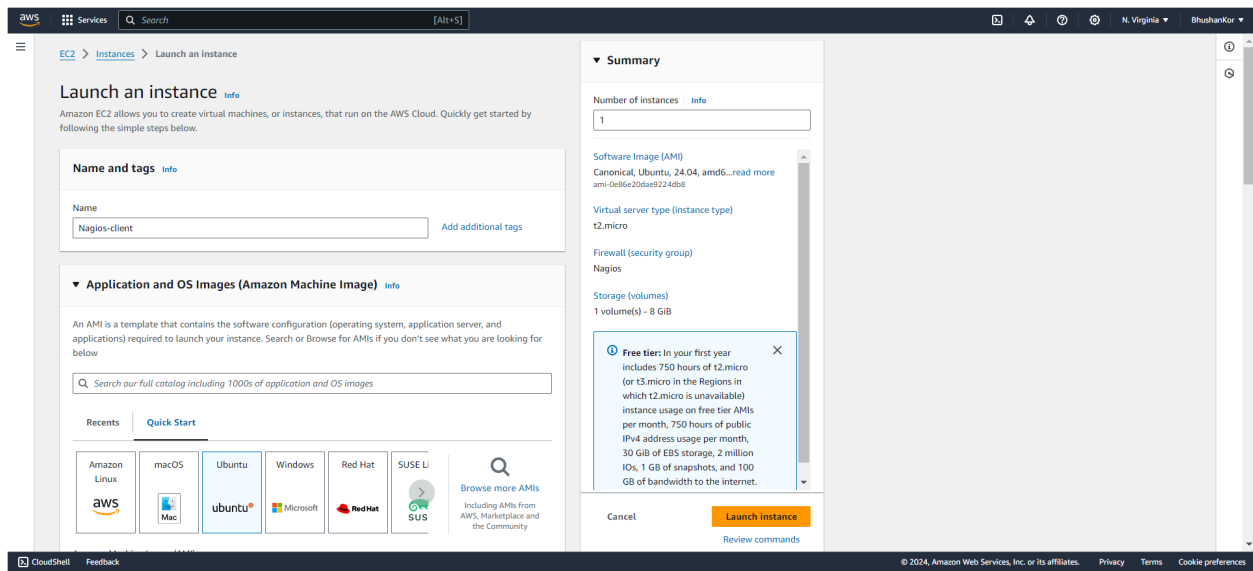 aws
Services
Search
[Alt+S]
N. Virginia
BhushanKor
EC2 > Instances > Launch an instance
Launch an instance Info
Amazon EC2 allows you to create virtual machines, or instances, that run on the AWS Cloud. Quickly get started by
following the simple steps below.
Name and tags Info
Name
Nagios-client
Add additional tags
Application and OS Images (Amazon Machine Image) Info
An AMI is a template that contains the software configuration (operating system, application server, and
applications) required to launch your instance. Search or Browse for AMIs if you don't see what you are looking for
below
Search our full catalog including 1000s of application and OS images
Recents
Quick Start
Amazon
Linux
aws
macOS
Mac
Ubuntu
ubuntu
Windows
Microsoft
Red Hat
Red Hat
SUSE Li
SUS
Browse more AMIs
Including AMIs from
AWS, Marketplace and
the Community
Summary
Number of instances Info
1
Software Image (AMI)
Canonical, Ubuntu, 24.04, amd6...read more
ami-0e86e20dae9224db8
Virtual server type (instance type)
t2.micro
Firewall (security group)
Nagios
Storage (volumes)
1 volume(s) - 8 GiB
Free tier: In your first year
includes 750 hours of t2.micro
(or t3.micro in the Regions in
which t2.micro is unavailable)
instance usage on free tier AMIs
per month, 750 hours of public
IPv4 address usage per month,
30 GiB of EBS storage, 2 million
IOs, 1 GB of snapshots, and 100
GB of bandwidth to the internet.
Cancel
Launch instance
Review commands
CloudShell
Feedback
© 2024, Amazon Web Services, Inc. or its affiliates.
Privacy
Terms
Cookie preferences